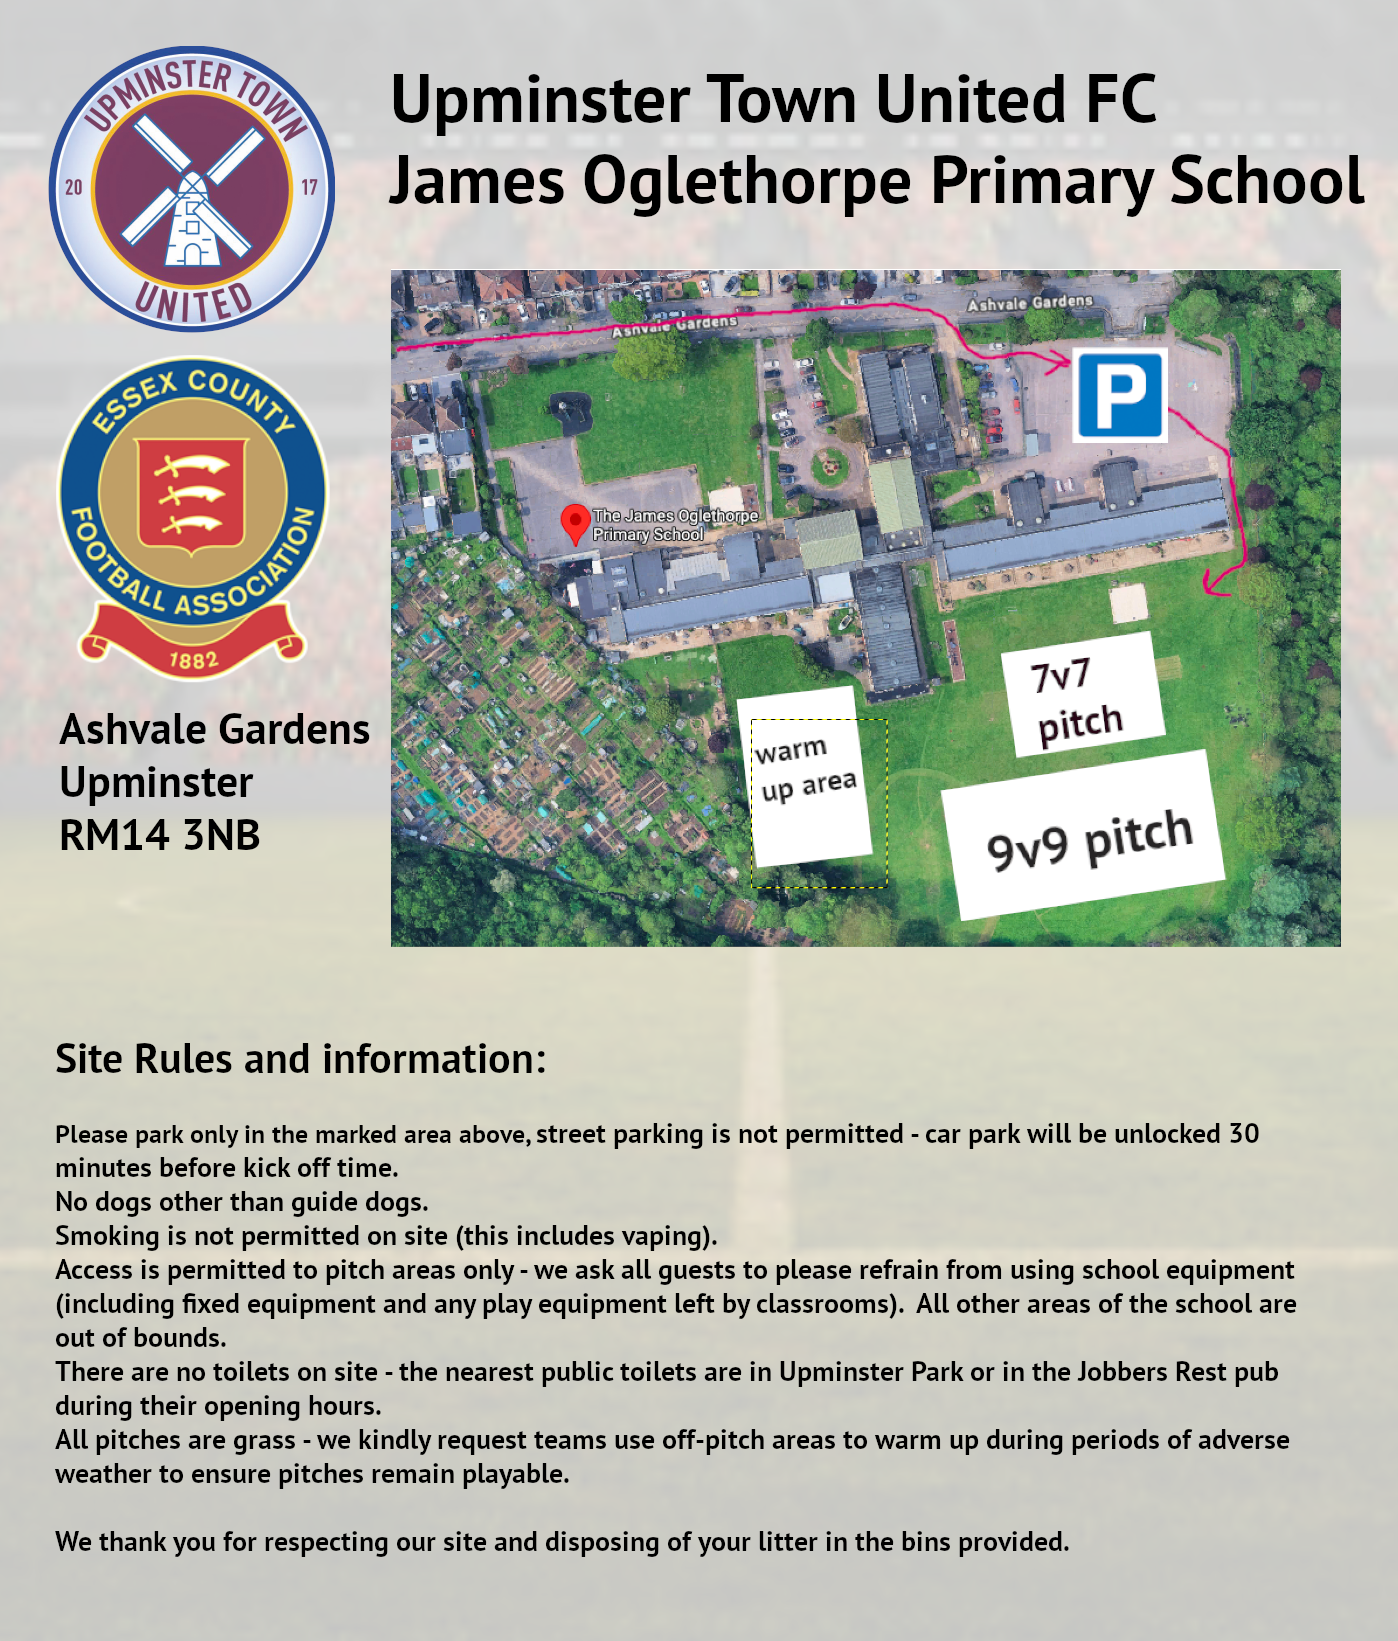 UPMINSTER TOWN
20 17
UNITED
Upminster Town United FC
James Oglethorpe Primary School
ESSEX COUNTY
FOOTBALL ASSOCIATION
1882
Ashvale Gardens
Upminster
RM14 3NB
Ashvale Gardens
Ashvale Gardens
P
The James Oglethorpe
Primary School
7v7
pitch
warm
up area
9v9 pitch
Site Rules and information:
Please park only in the marked area above, street parking is not permitted - car park will be unlocked 30
minutes before kick off time.
No dogs other than guide dogs.
Smoking is not permitted on site (this includes vaping).
Access is permitted to pitch areas only - we ask all guests to please refrain from using school equipment
(including fixed equipment and any play equipment left by classrooms).  All other areas of the school are
out of bounds.
There are no toilets on site - the nearest public toilets are in Upminster Park or in the Jobbers Rest pub
during their opening hours.
All pitches are grass - we kindly request teams use off-pitch areas to warm up during periods of adverse
weather to ensure pitches remain playable.
We thank you for respecting our site and disposing of your litter in the bins provided.